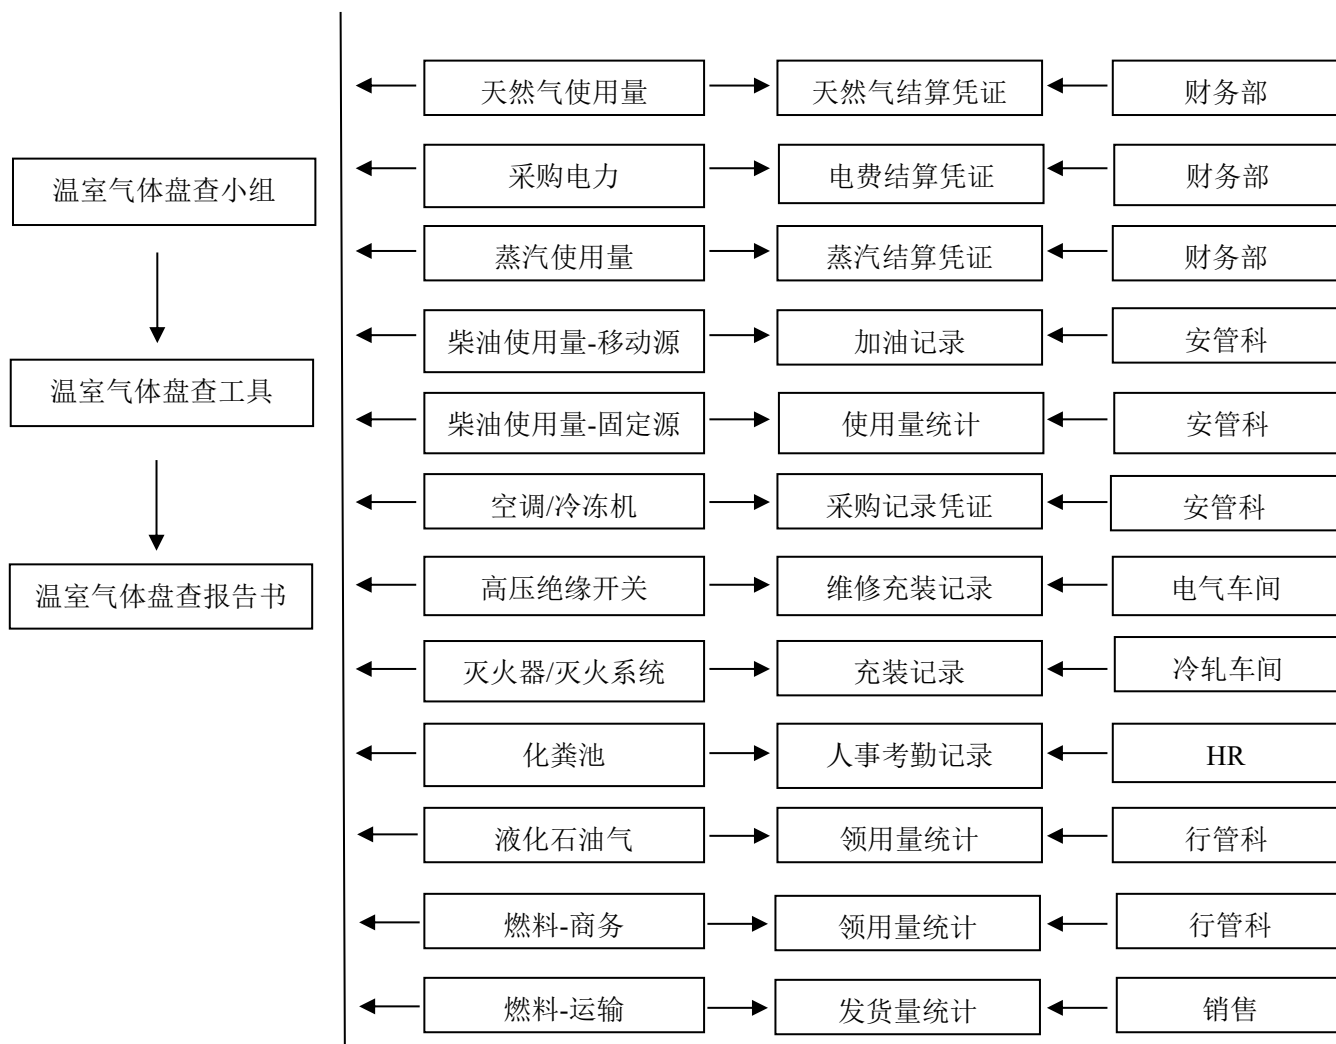 天然气使用量
天然气结算凭证
财务部
温室气体盘查小组
采购电力
电费结算凭证
财务部
蒸汽使用量
蒸汽结算凭证
财务部
柴油使用量-移动源
加油记录
安管科
温室气体盘查工具
柴油使用量-固定源
使用量统计
安管科
空调/冷冻机
采购记录凭证
安管科
温室气体盘查报告书
高压绝缘开关
维修充装记录
电气车间
灭火器/灭火系统
充装记录
冷轧车间
化粪池
人事考勤记录
HR
液化石油气
领用量统计
行管科
燃料-商务
领用量统计
行管科
燃料-运输
发货量统计
销售